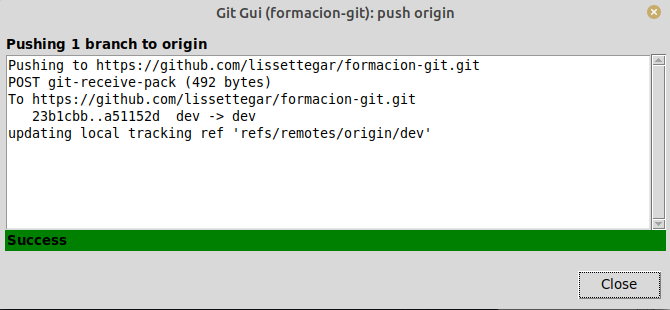 Git Gui (formacion-git): push origin
Pushing 1 branch to origin
Pushing to https://github.com/lissettegar/formacion-git.git
POST git-receive-pack (492 bytes)
To https://github.com/lissettegar/formacion-git.git
   23b1cbb..a51152d  dev -> dev
updating local tracking ref 'refs/remotes/origin/dev'
Success
Close